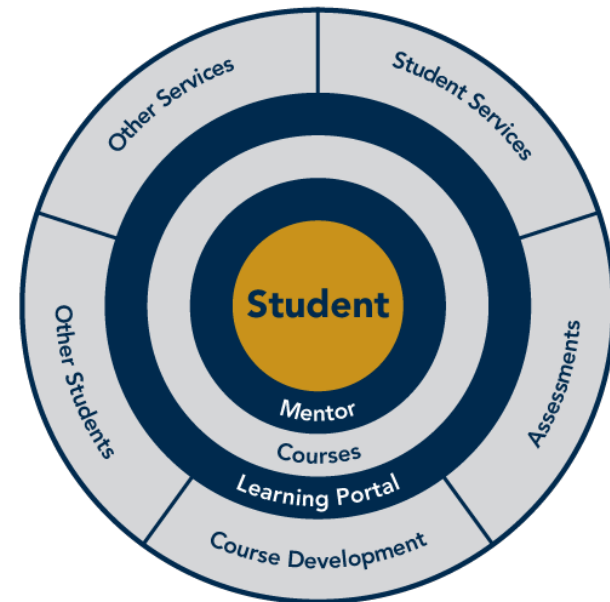 Other Services
Student Services
Other Students
Student
Assessments
Mentor
Courses
Learning Portal
Course Development